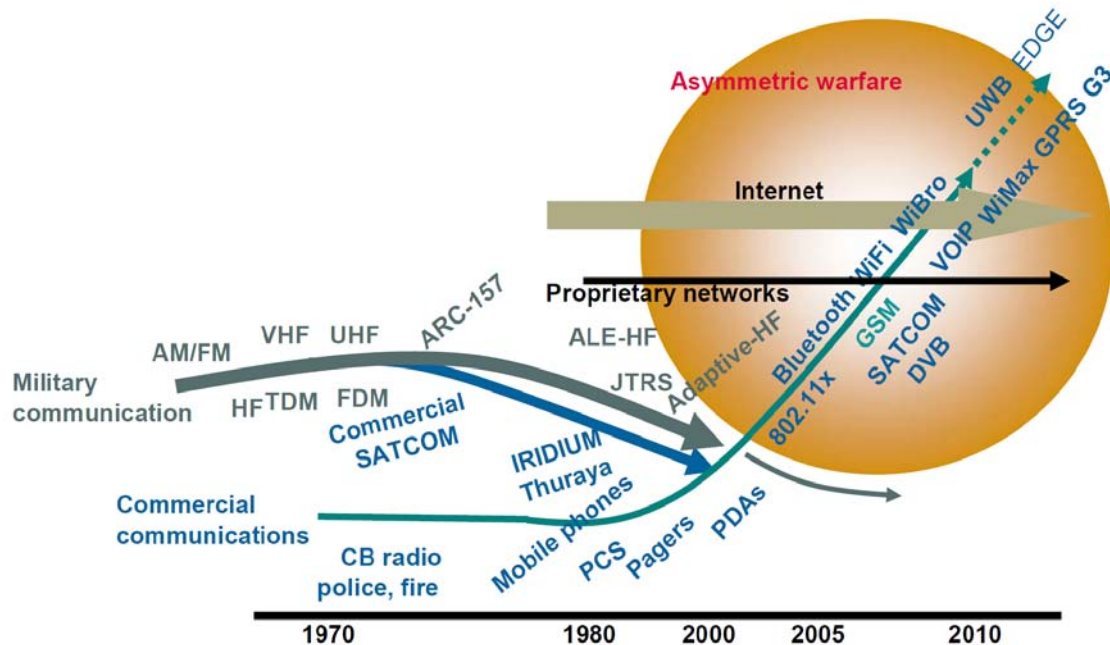 Asymmetric warfare
UWB
EDGE
Internet
WiBro
WiMax GPRS G3
VOIP
Proprietary networks
Bluetooth WiFi
GSM
SATCOM
DVB
802.11x
AM/FM
VHF
UHF
ARC-157
ALE-HF
JTRS
Adaptive-HF
Military
communication
HF
TDM
FDM
Commercial
SATCOM
IRIDIUM
Thuraya
Commercial
communications
Mobile phones
PCS
Pagers
PDAs
CB radio
police, fire
1970
1980
2000
2005
2010